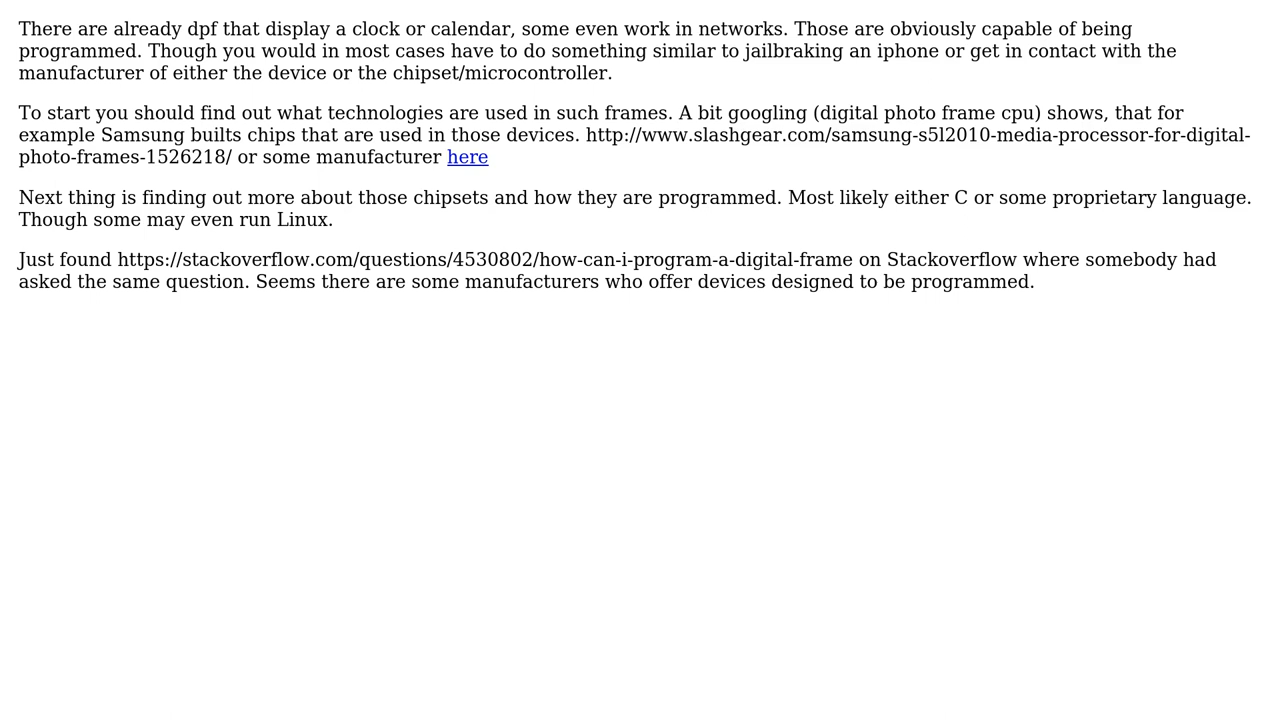 There are already dpf that display a clock or calendar, some even work in networks. Those are obviously capable of being
programmed. Though you would in most cases have to do something similar to jailbraking an iphone or get in contact with the
manufacturer of either the device or the chipset/microcontroller.
To start you should find out what technologies are used in such frames. A bit googling (digital photo frame cpu) shows, that for
example Samsung builts chips that are used in those devices. http://www.slashgear.com/samsung-s5l2010-media-processor-for-digital-
photo-frames-1526218/ or some manufacturer here
Next thing is finding out more about those chipsets and how they are programmed. Most likely either C or some proprietary language.
Though some may even run Linux.
Just found https://stackoverflow.com/questions/4530802/how-can-i-program-a-digital-frame on Stackoverflow where somebody had
asked the same question. Seems there are some manufacturers who offer devices designed to be programmed.